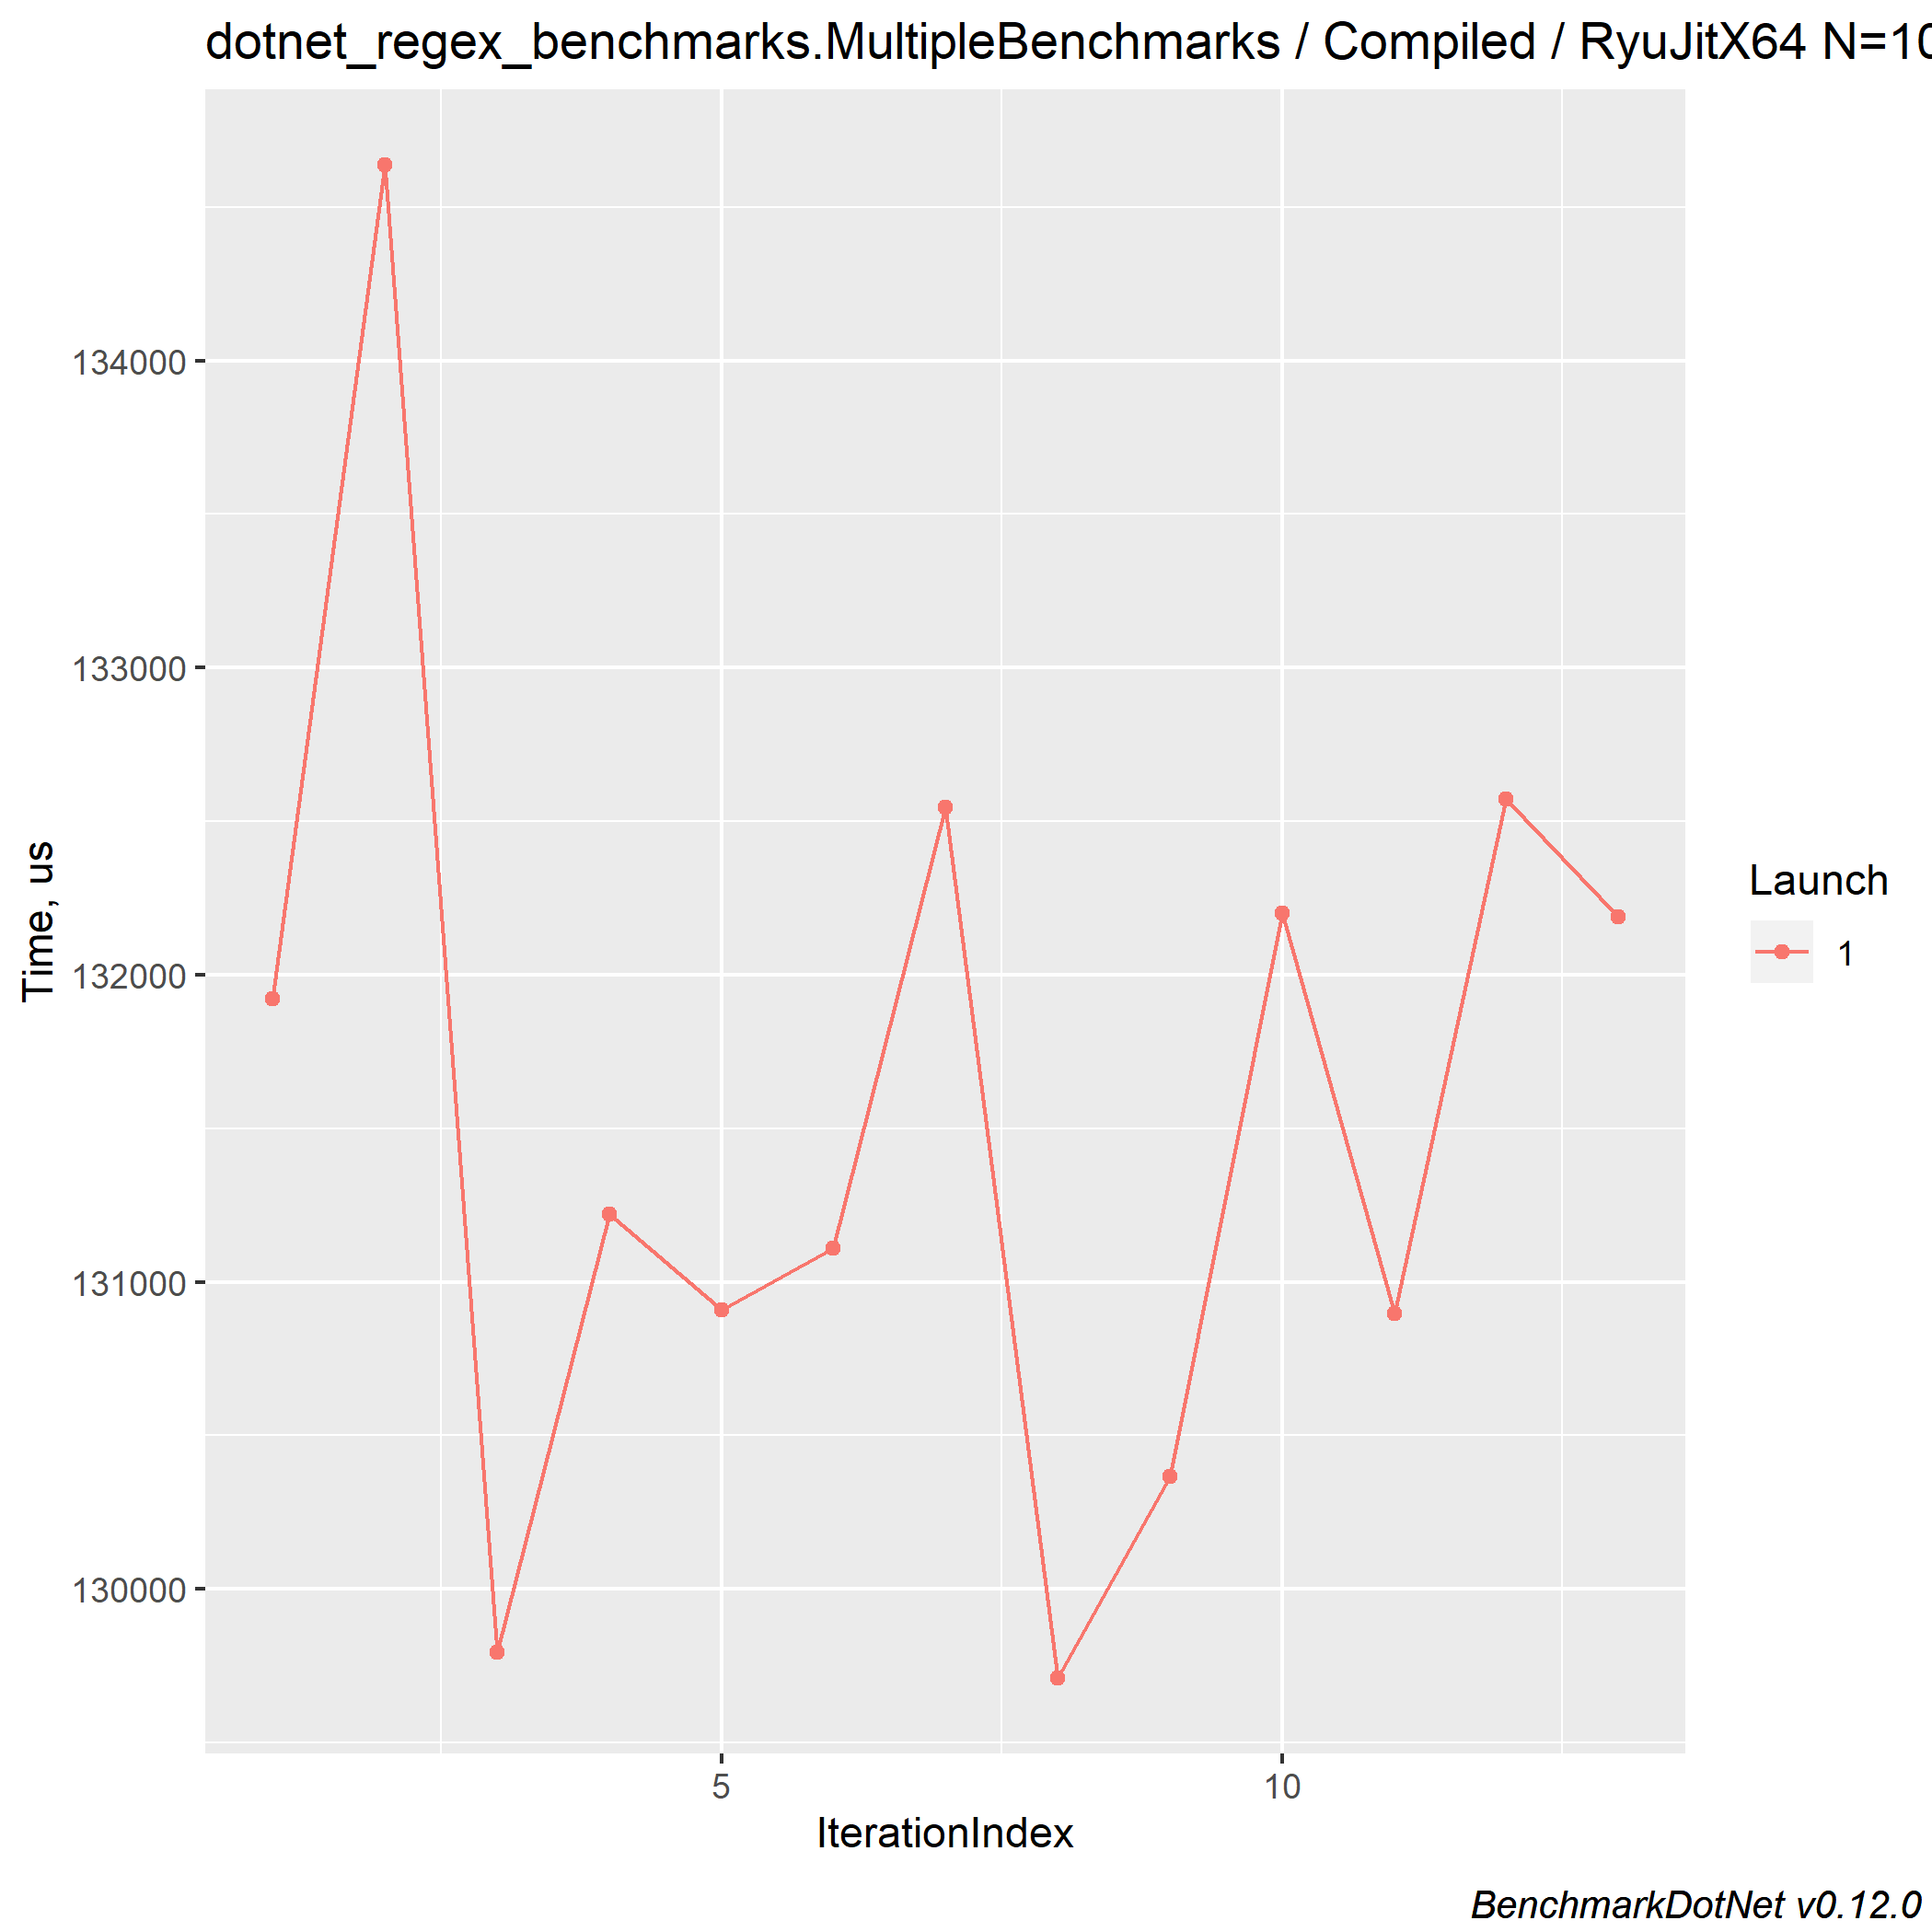 dotnet_regex_benchmarks.MultipleBenchmarks / Compiled / RyuJitX64 N=10
134000
133000
132000
131000
130000
Time, us
Launch
1
5
10
IterationIndex
BenchmarkDotNet v0.12.0